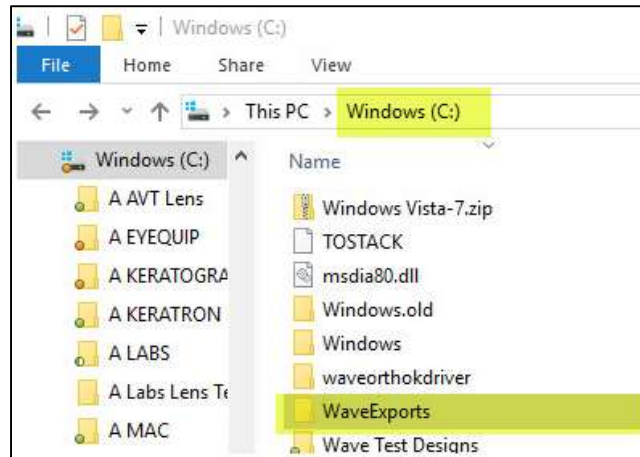 Windows (C:)
File Home Share View
This PC > Windows (C:)
Windows (C:)
A AVT Lens
A EYEQUIP
A KERATOGRA
A KERATRON
A LABS
A Labs Lens Te
A MAC
Name
Windows Vista-7.zip
TOSTACK
msdia80.dll
Windows.old
Windows
waveorthokdriver
WaveExports
Wave Test Designs